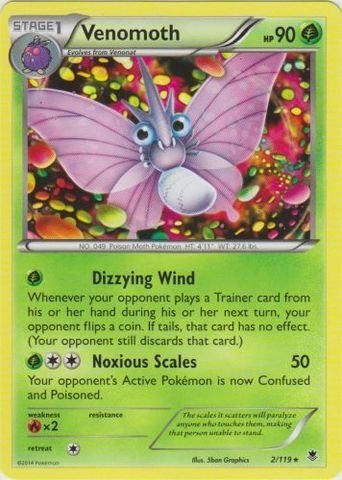 STAGE1
Venomoth
HP 90
Evolves from Venonat
NO. 049 Poison Moth Pokémon HT: 4'11" WT: 27.6 lbs.
Dizzying Wind
Whenever your opponent plays a Trainer card from
his or her hand during his or her next turn, your
opponent flips a coin. If tails, that card has no effect.
(Your opponent still discards that card.)
Noxious Scales 50
Your opponent's Active Pokémon is now Confused
and Poisoned.
weakness resistance
×2
The scales it scatters will paralyze
anyone who touches them, making
that person unable to stand.
retreat
©2014 Pokémon
Illus. 5ban Graphics
2/119 ★